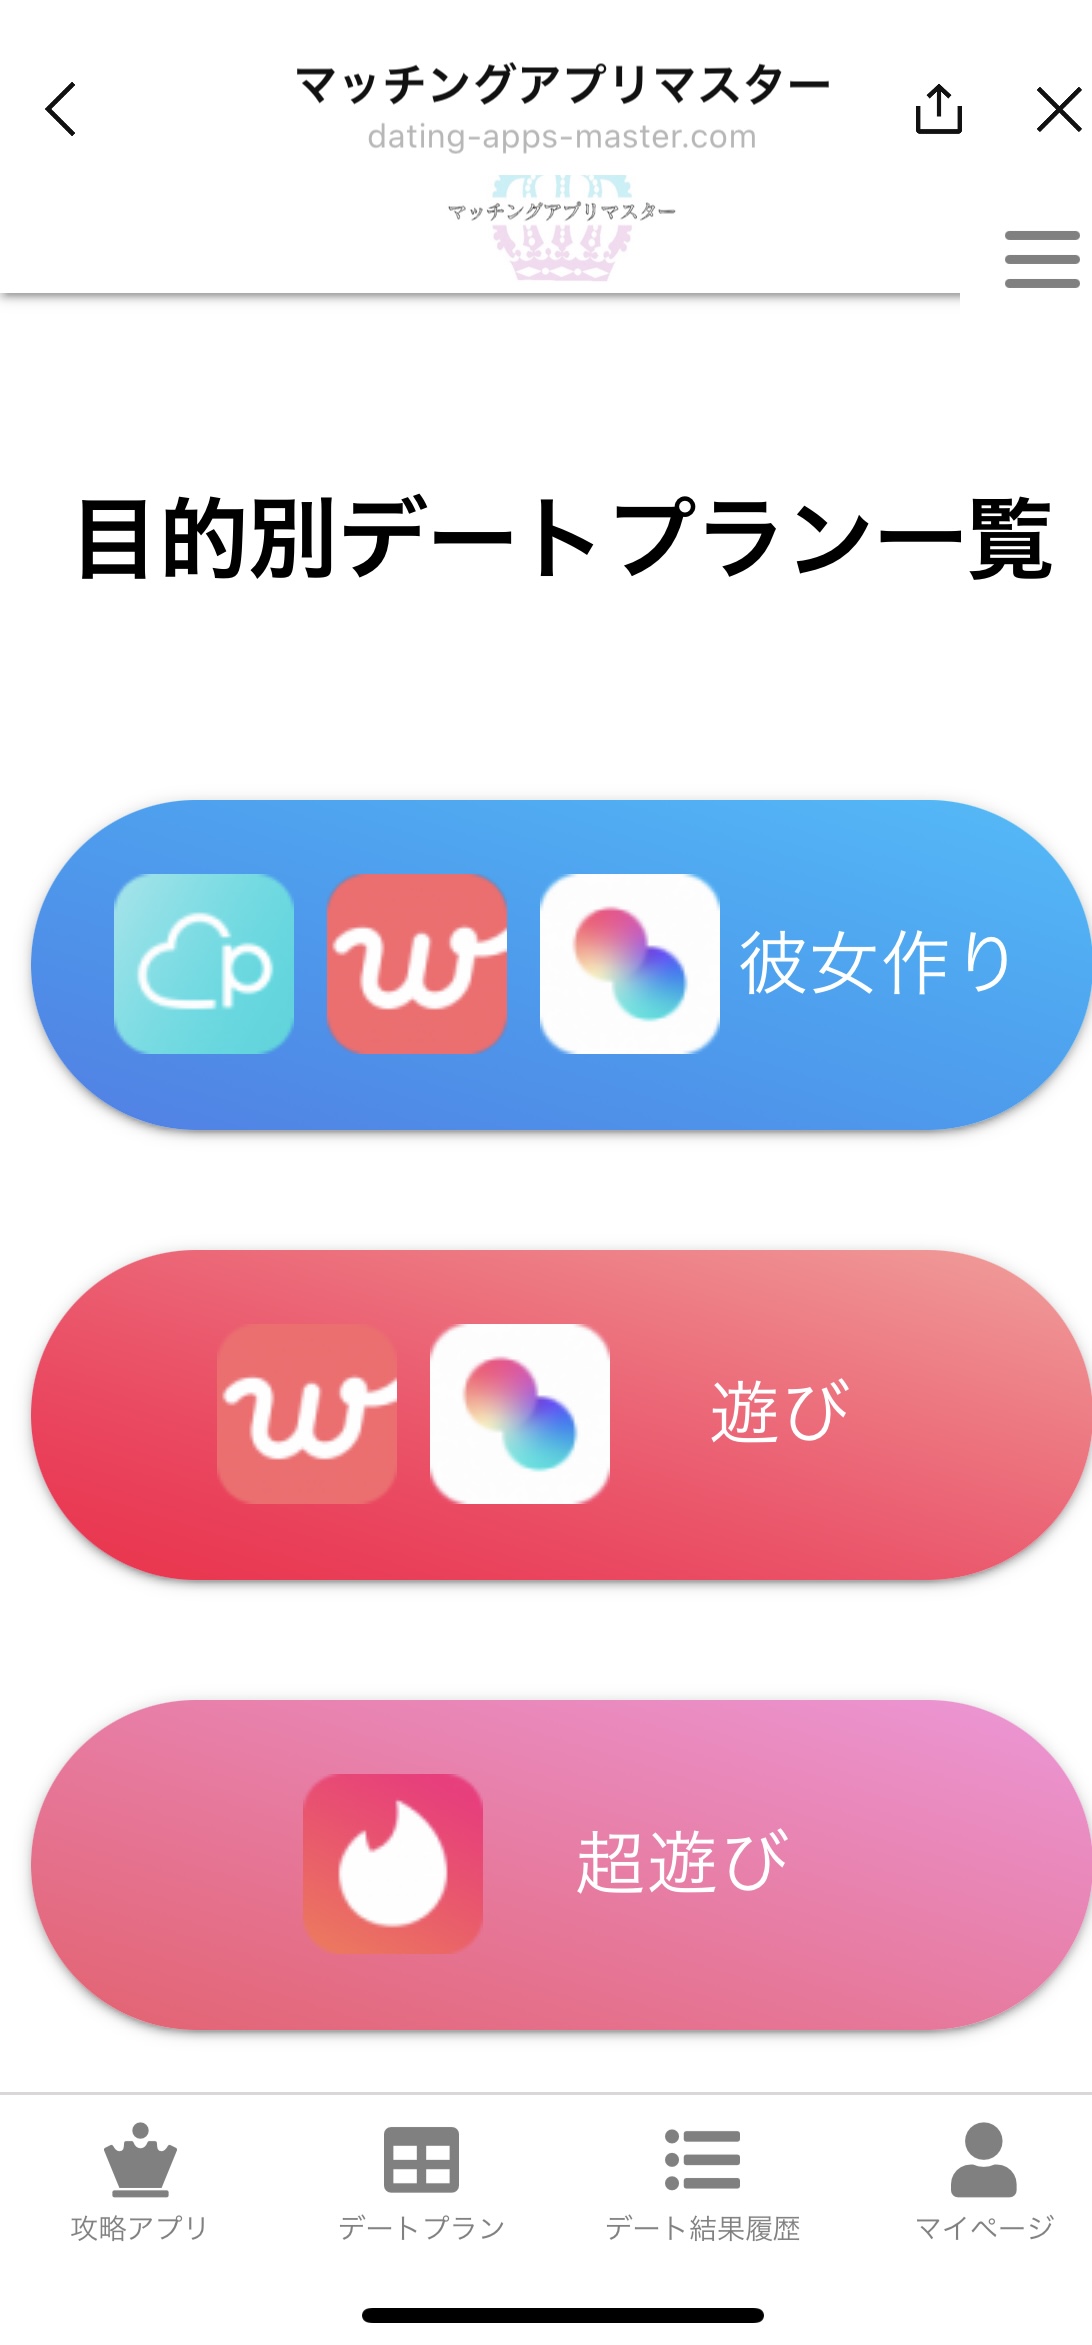 マッチングアプリマスター
dating-apps-master.com
マッチングアプリマスター
目的別デートプラン一覧
p
w
彼女作り
w
遊び
超遊び
攻略アプリ
デートプラン
デート結果履歴
マイページ